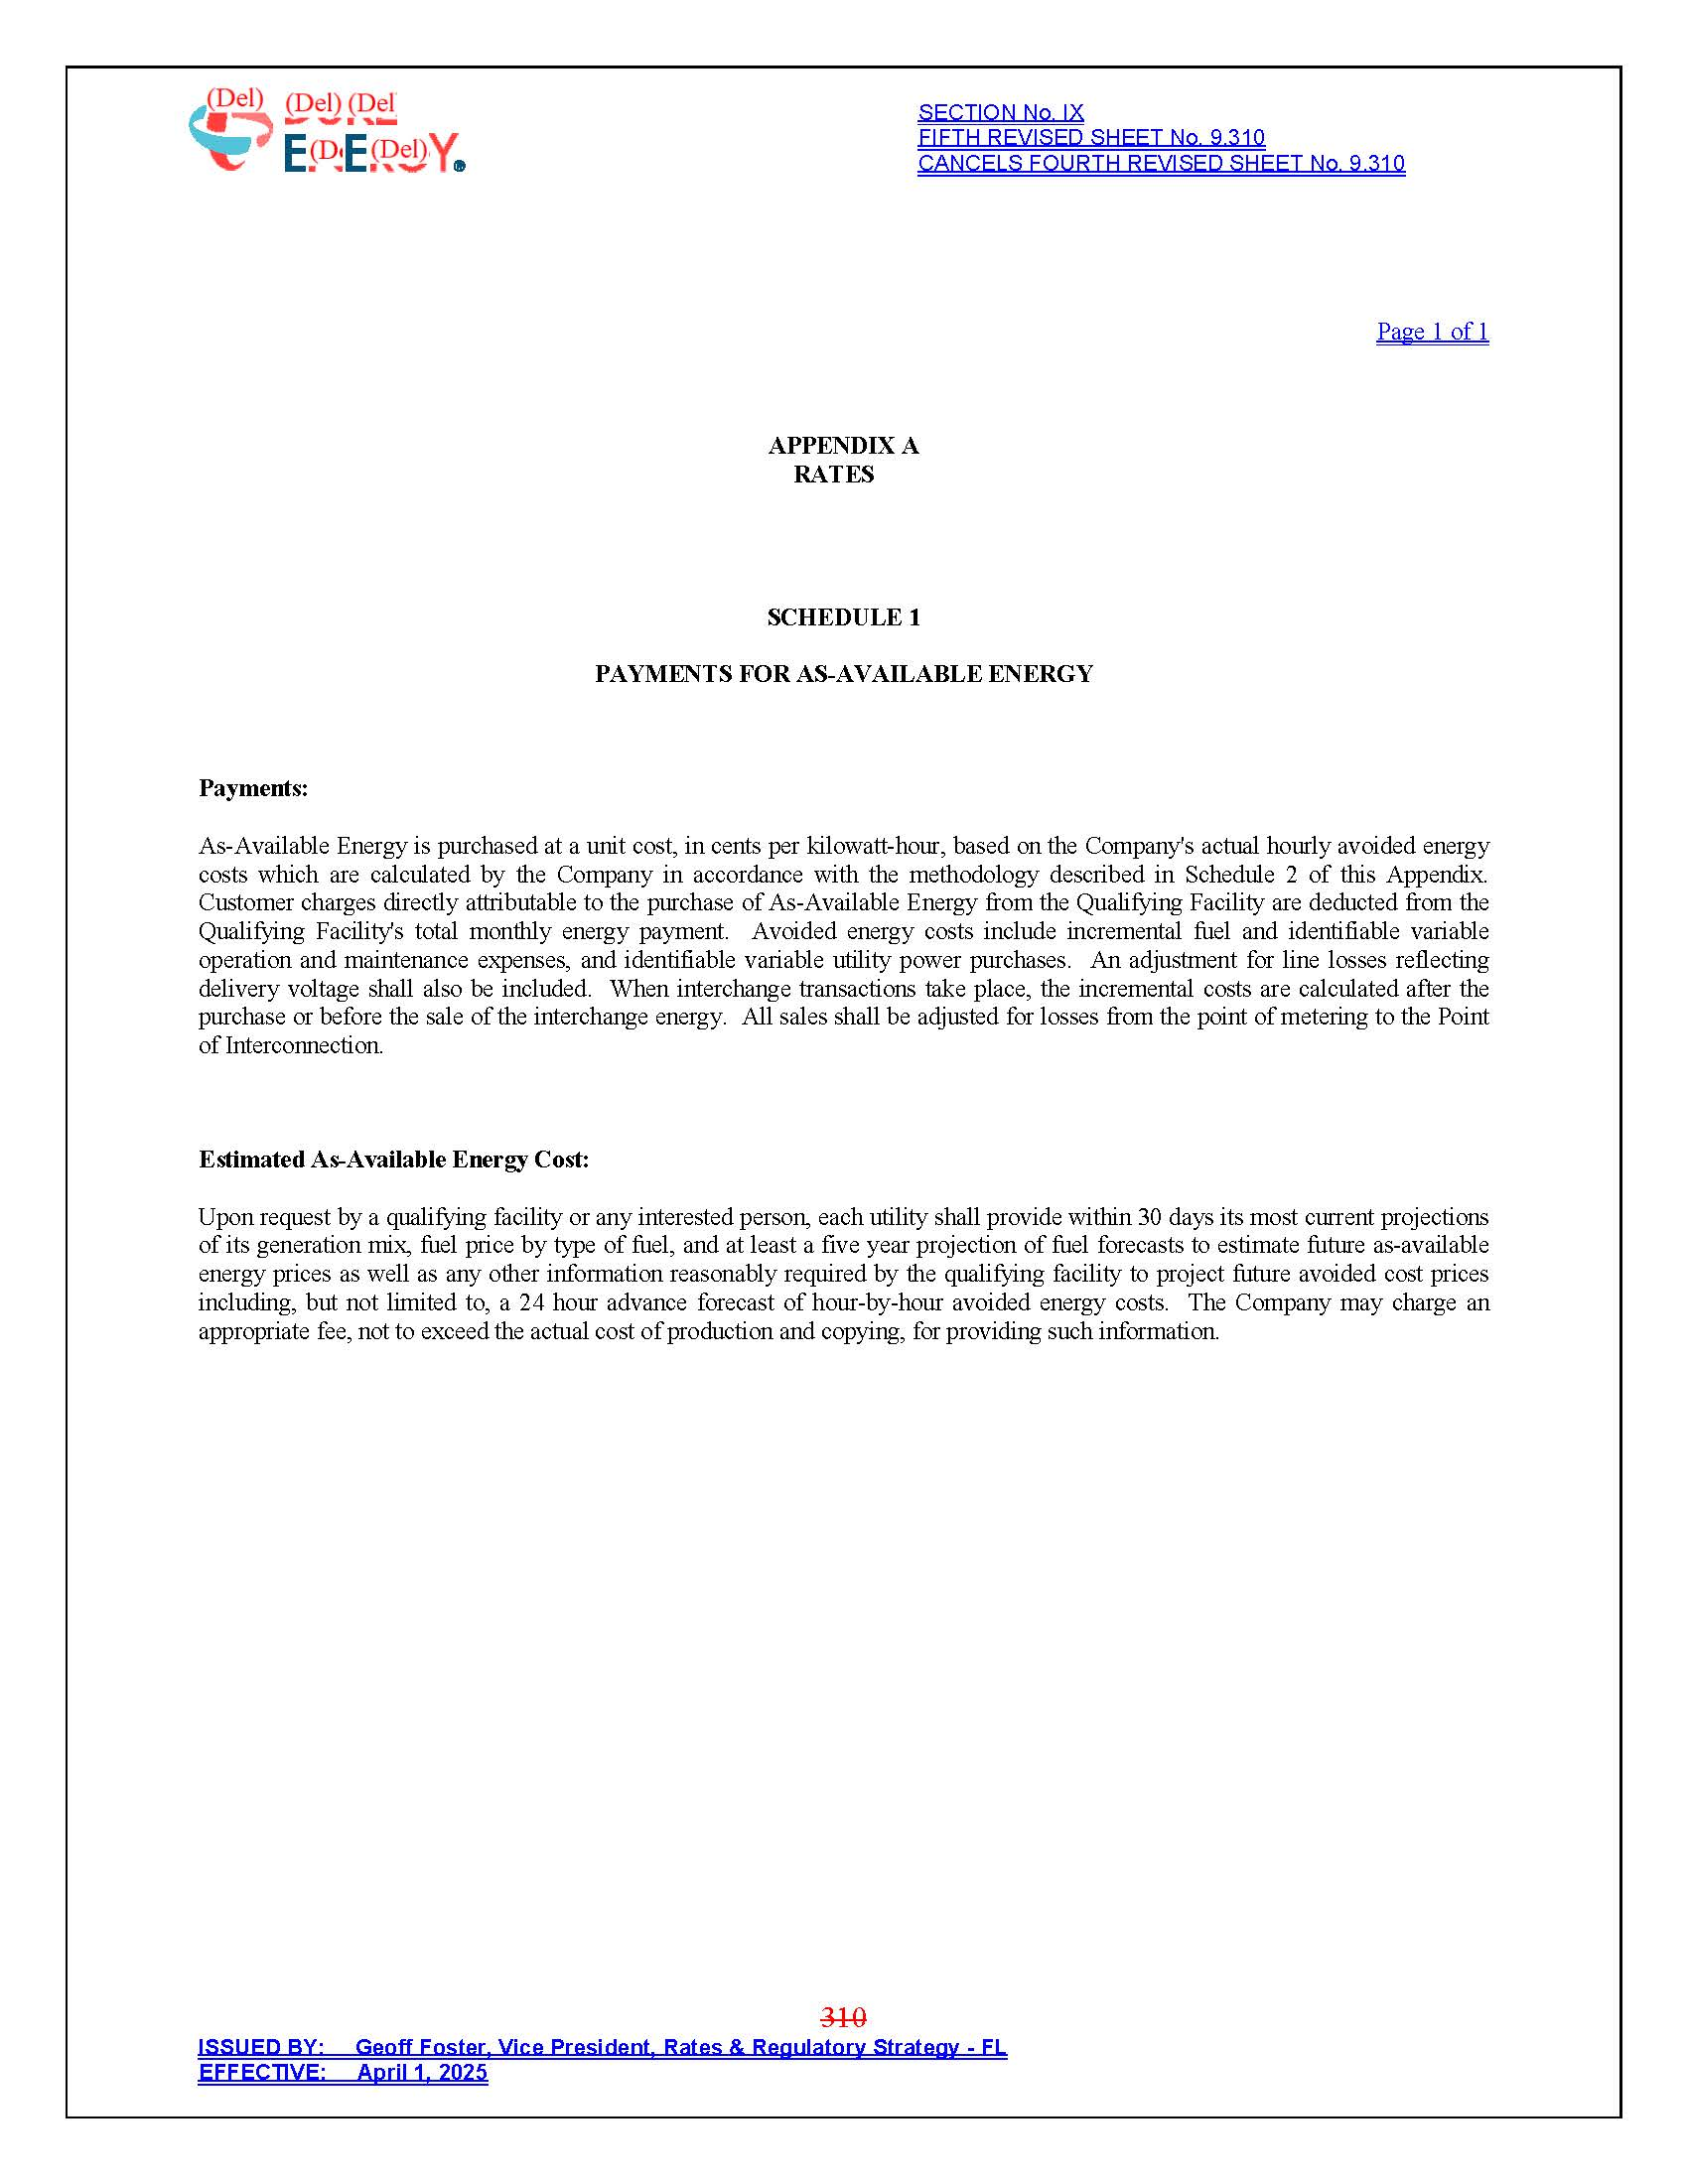 (Del) (Del) (Del
E (D E (Del) Y®
SECTION No. IX
FIFTH REVISED SHEET No. 9.310
CANCELS FOURTH REVISED SHEET No. 9.310
Page 1 of 1
APPENDIX A
RATES
SCHEDULE 1
PAYMENTS FOR AS-AVAILABLE ENERGY
Payments:
As-Available Energy is purchased at a unit cost, in cents per kilowatt-hour, based on the Company's actual hourly avoided energy
costs which are calculated by the Company in accordance with the methodology described in Schedule 2 of this Appendix.
Customer charges directly attributable to the purchase of As-Available Energy from the Qualifying Facility are deducted from the
Qualifying Facility's total monthly energy payment.  Avoided energy costs include incremental fuel and identifiable variable
operation and maintenance expenses, and identifiable variable utility power purchases.  An adjustment for line losses reflecting
delivery voltage shall also be included.  When interchange transactions take place, the incremental costs are calculated after the
purchase or before the sale of the interchange energy.  All sales shall be adjusted for losses from the point of metering to the Point
of Interconnection.
Estimated As-Available Energy Cost:
Upon request by a qualifying facility or any interested person, each utility shall provide within 30 days its most current projections
of its generation mix, fuel price by type of fuel, and at least a five year projection of fuel forecasts to estimate future as-available
energy prices as well as any other information reasonably required by the qualifying facility to project future avoided cost prices
including, but not limited to, a 24 hour advance forecast of hour-by-hour avoided energy costs.  The Company may charge an
appropriate fee, not to exceed the actual cost of production and copying, for providing such information.
310
ISSUED BY: Geoff Foster, Vice President, Rates & Regulatory Strategy - FL
EFFECTIVE: April 1, 2025